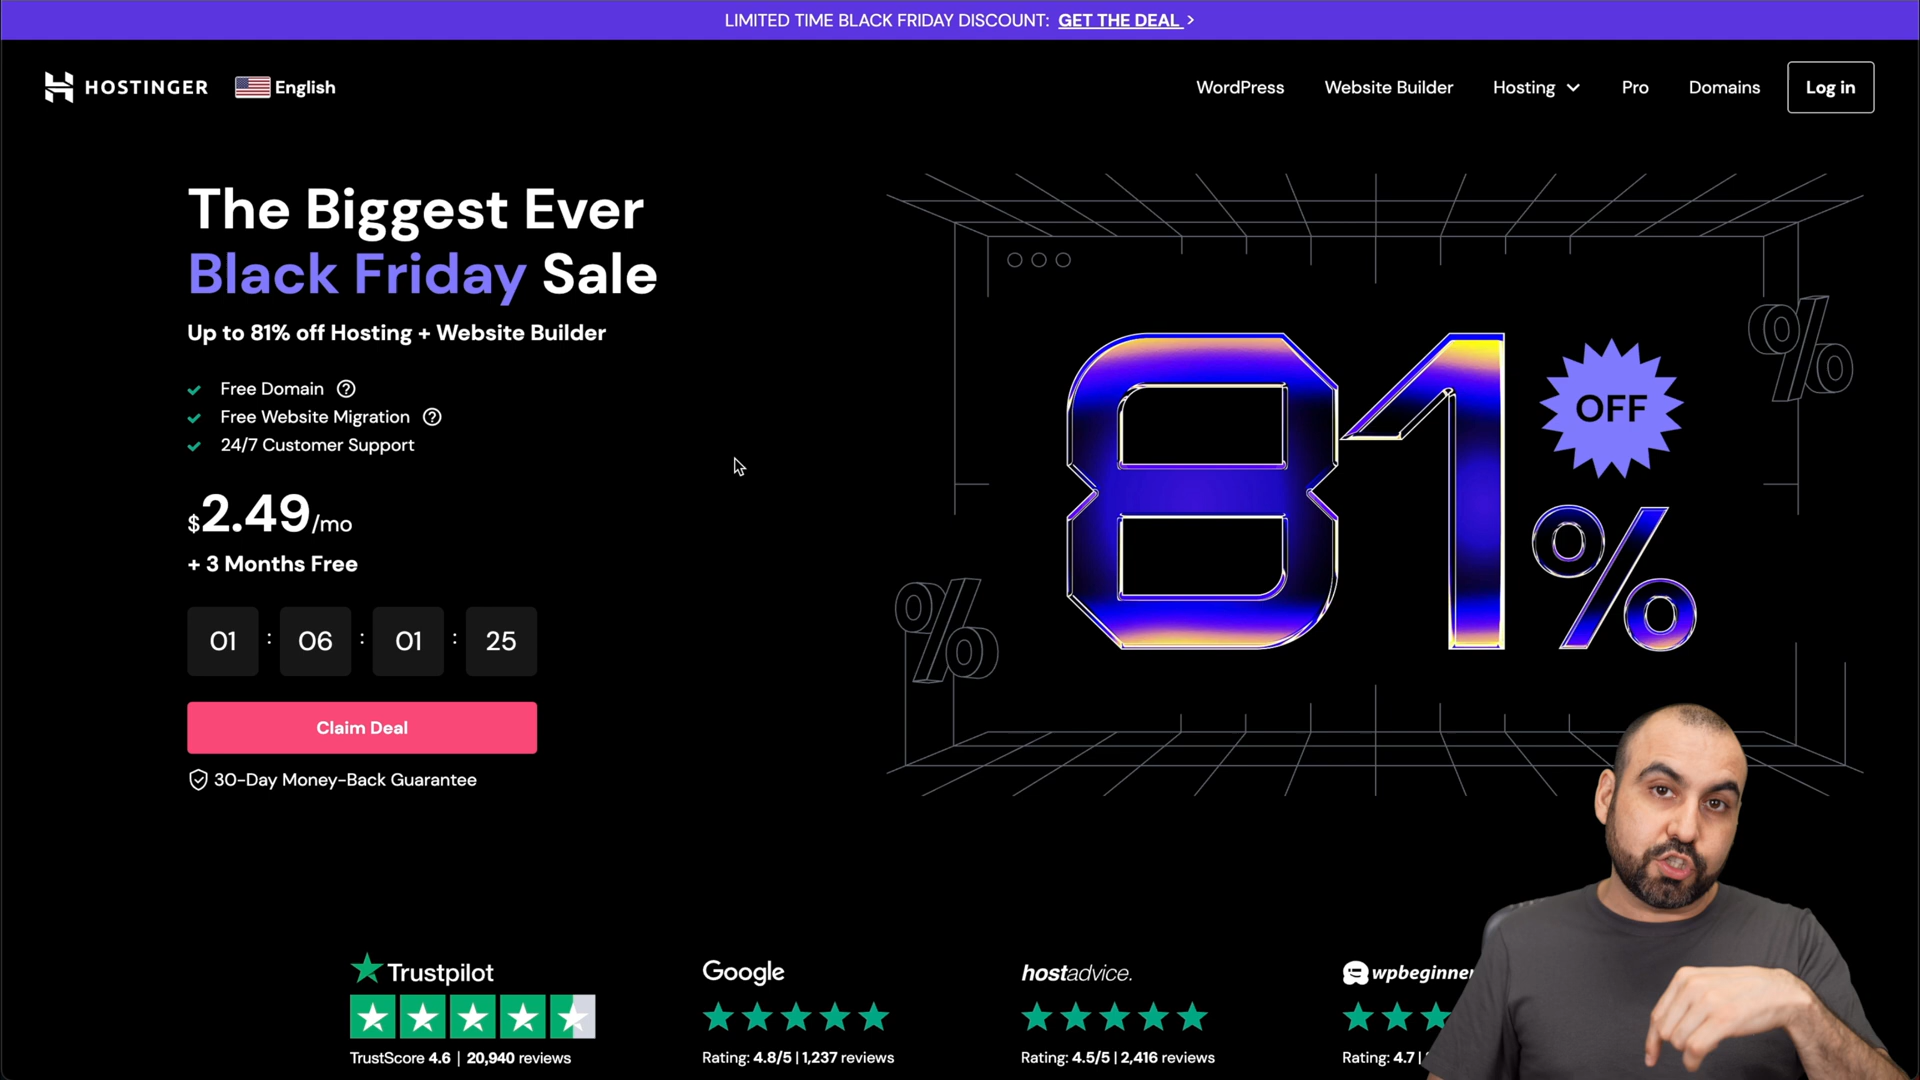 LIMITED TIME BLACK FRIDAY DISCOUNT: GET THE DEAL >
HOSTINGER English WordPress Website Builder Hosting Pro Domains Log in
The Biggest Ever
Black Friday Sale
Up to 81% off Hosting + Website Builder
Free Domain ?
Free Website Migration ?
24/7 Customer Support
$2.49/mo
+ 3 Months Free
01 : 06 : 01 : 25
Claim Deal
30-Day Money-Back Guarantee
81%
OFF
%
%
Trustpilot
TrustScore 4.6 | 20,940 reviews
Google
Rating: 4.8/5 | 1,237 reviews
hostadvice.
Rating: 4.5/5 | 2,416 reviews
wpbeginner
Rating: 4.7 |